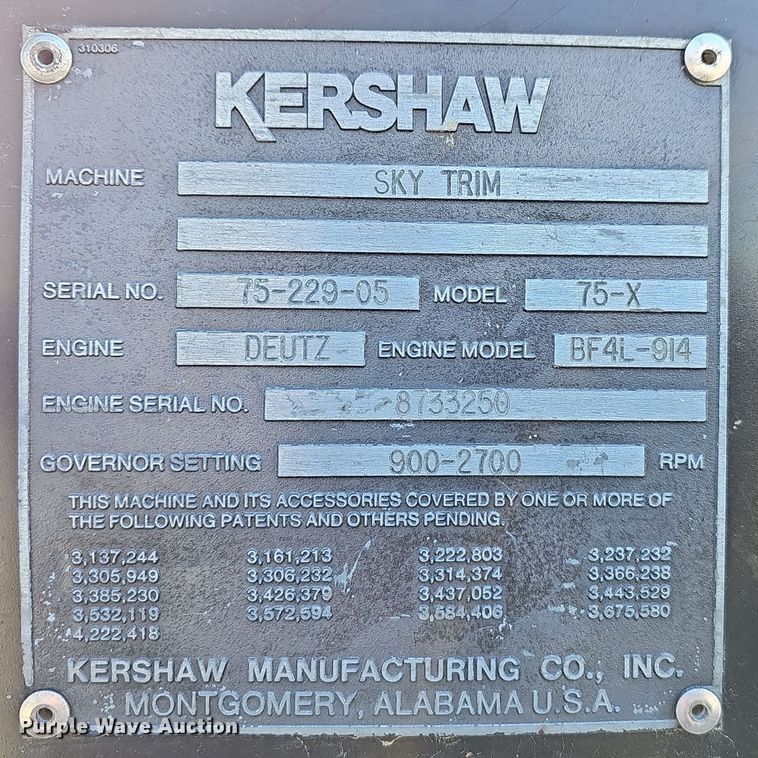 310306
KERSHAW
MACHINE SKY TRIM
SERIAL NO. 75-229-05 MODEL 75-X
ENGINE DEUTZ ENGINE MODEL BF4L-914
ENGINE SERIAL NO. 8733250
GOVERNOR SETTING 900-2700 RPM
THIS MACHINE AND ITS ACCESSORIES COVERED BY ONE OR MORE OF
THE FOLLOWING PATENTS AND OTHERS PENDING.
3,137,244 3,161,213 3,222,803 3,237,232
3,305,949 3,306,232 3,314,374 3,366,238
3,385,230 3,426,379 3,437,052 3,443,529
3,532,119 3,572,594 3,584,406 3,675,580
4,222,418
KERSHAW MANUFACTURING CO., INC.
MONTGOMERY, ALABAMA U.S.A.
Purple Wave Auction